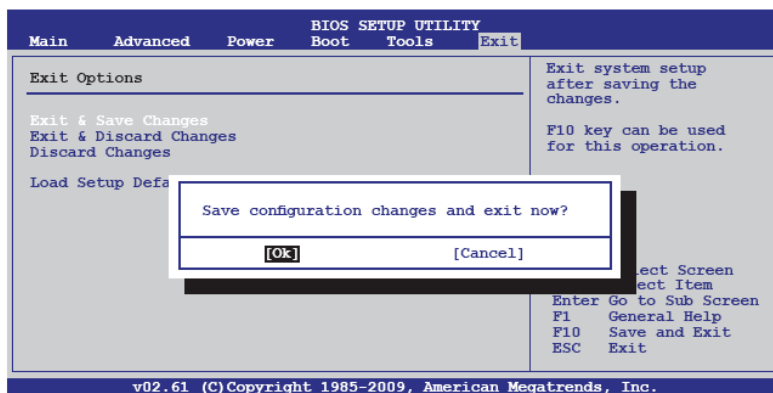 BIOS SETUP UTILITY
Main Advanced Power Boot Tools Exit
Exit Options
Exit & Save Changes
Exit & Discard Changes
Discard Changes
Load Setup Defa
Exit system setup
after saving the
changes.
F10 key can be used
for this operation.
Save configuration changes and exit now?
[Ok] [Cancel]
ect Screen
ect Item
Enter Go to Sub Screen
F1 General Help
F10 Save and Exit
ESC Exit
v02.61 (C)Copyright 1985-2009, American Megatrends, Inc.